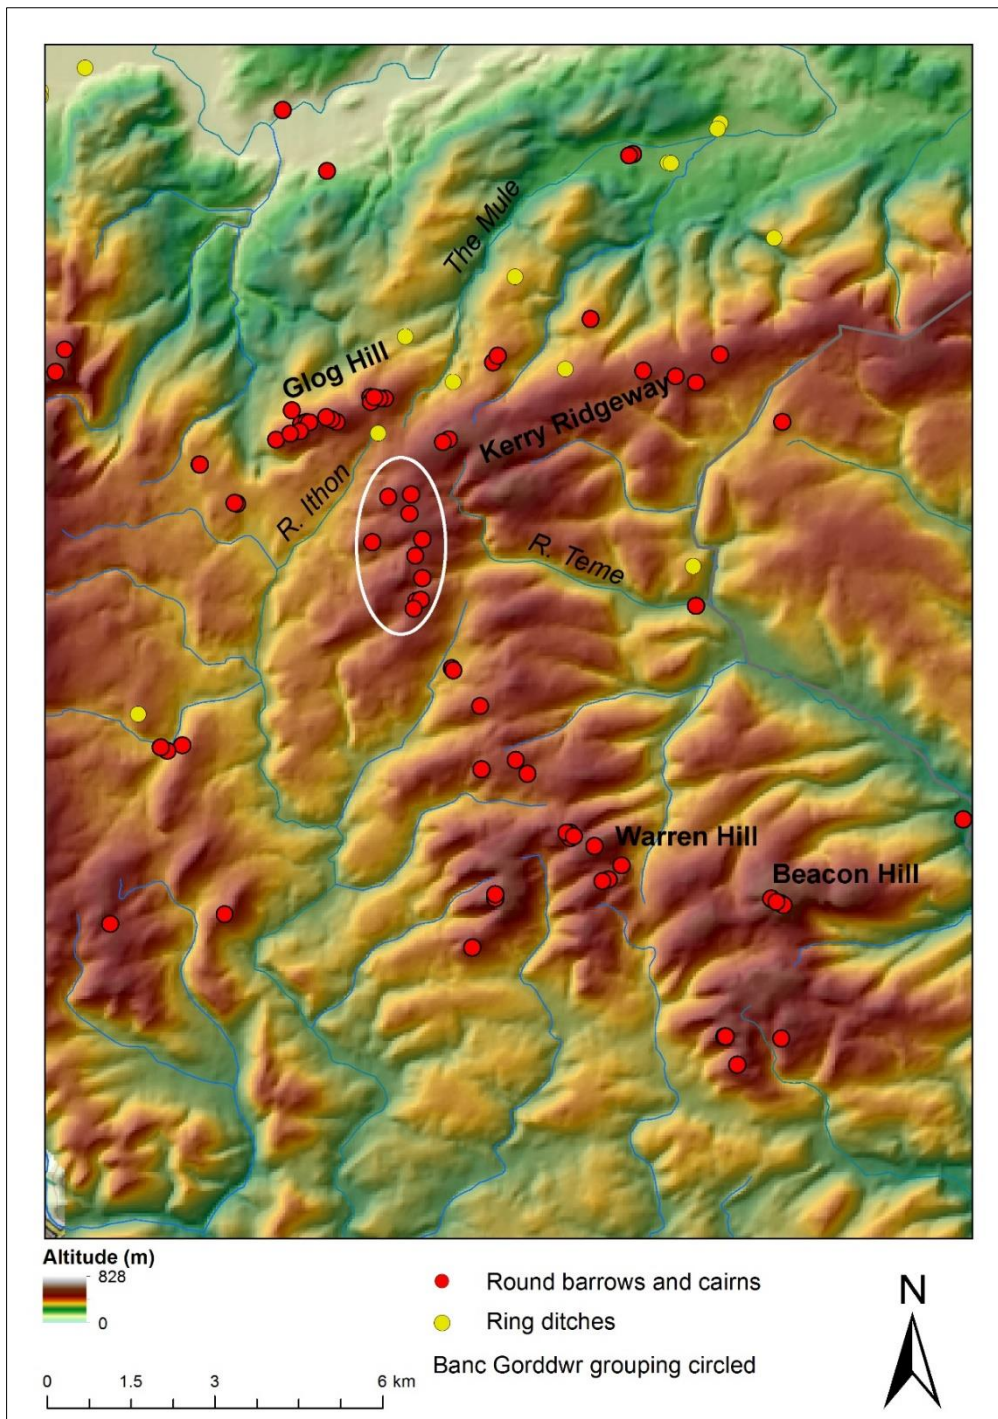 The Mule
Glog Hill
Kerry Ridgeway
R. Ithon
R. Teme
Warren Hill
Beacon Hill
Altitude (m)
828
0
Round barrows and cairns
Ring ditches
Banc Gorddwr grouping circled
N
0 1.5 3 6 km